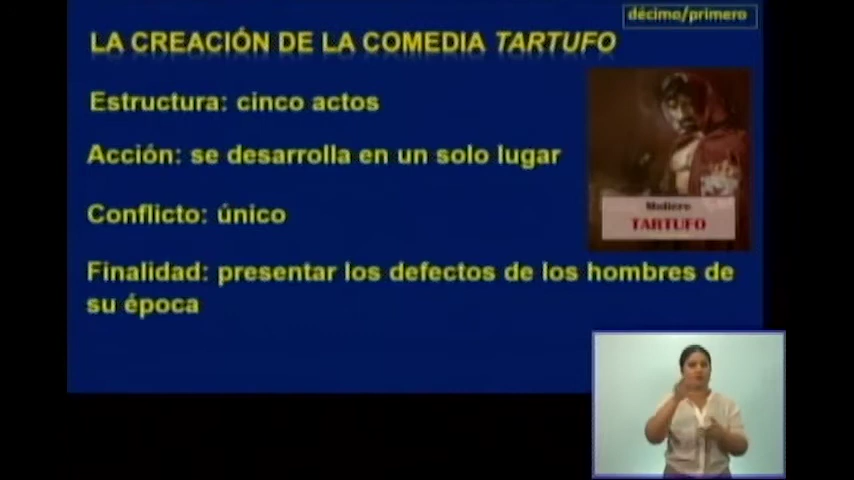 décimo/primero
LA CREACIÓN DE LA COMEDIA TARTUFO
Estructura: cinco actos
Acción: se desarrolla en un solo lugar
Conflicto: único
Finalidad: presentar los defectos de los hombres de
su época
Moliere
TARTUFO